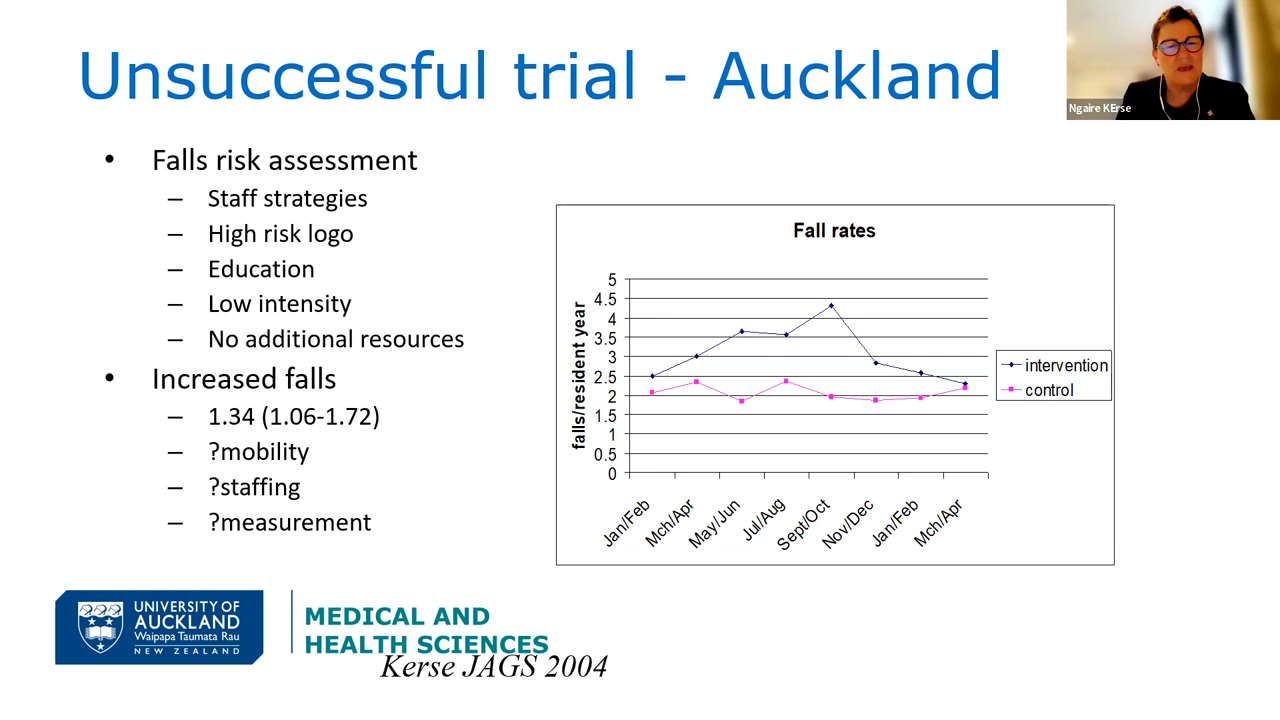 Unsuccessful trial - Auckland
Ngaire KErse
• Falls risk assessment
– Staff strategies
– High risk logo
– Education
– Low intensity
– No additional resources
• Increased falls
– 1.34 (1.06-1.72)
– ?mobility
– ?staffing
– ?measurement
Fall rates
falls/resident year
5
4.5
4
3.5
3
2.5
2
1.5
1
0.5
0
Jan/Feb
Mch/Apr
May/Jun
Jul/Aug
Sept/Oct
Nov/Dec
Jan/Feb
Mch/Apr
intervention
control
UNIVERSITY OF
AUCKLAND
Waipapa Taumata Rau
NEW ZEALAND
MEDICAL AND
HEALTH SCIENCES
Kerse JAGS 2004